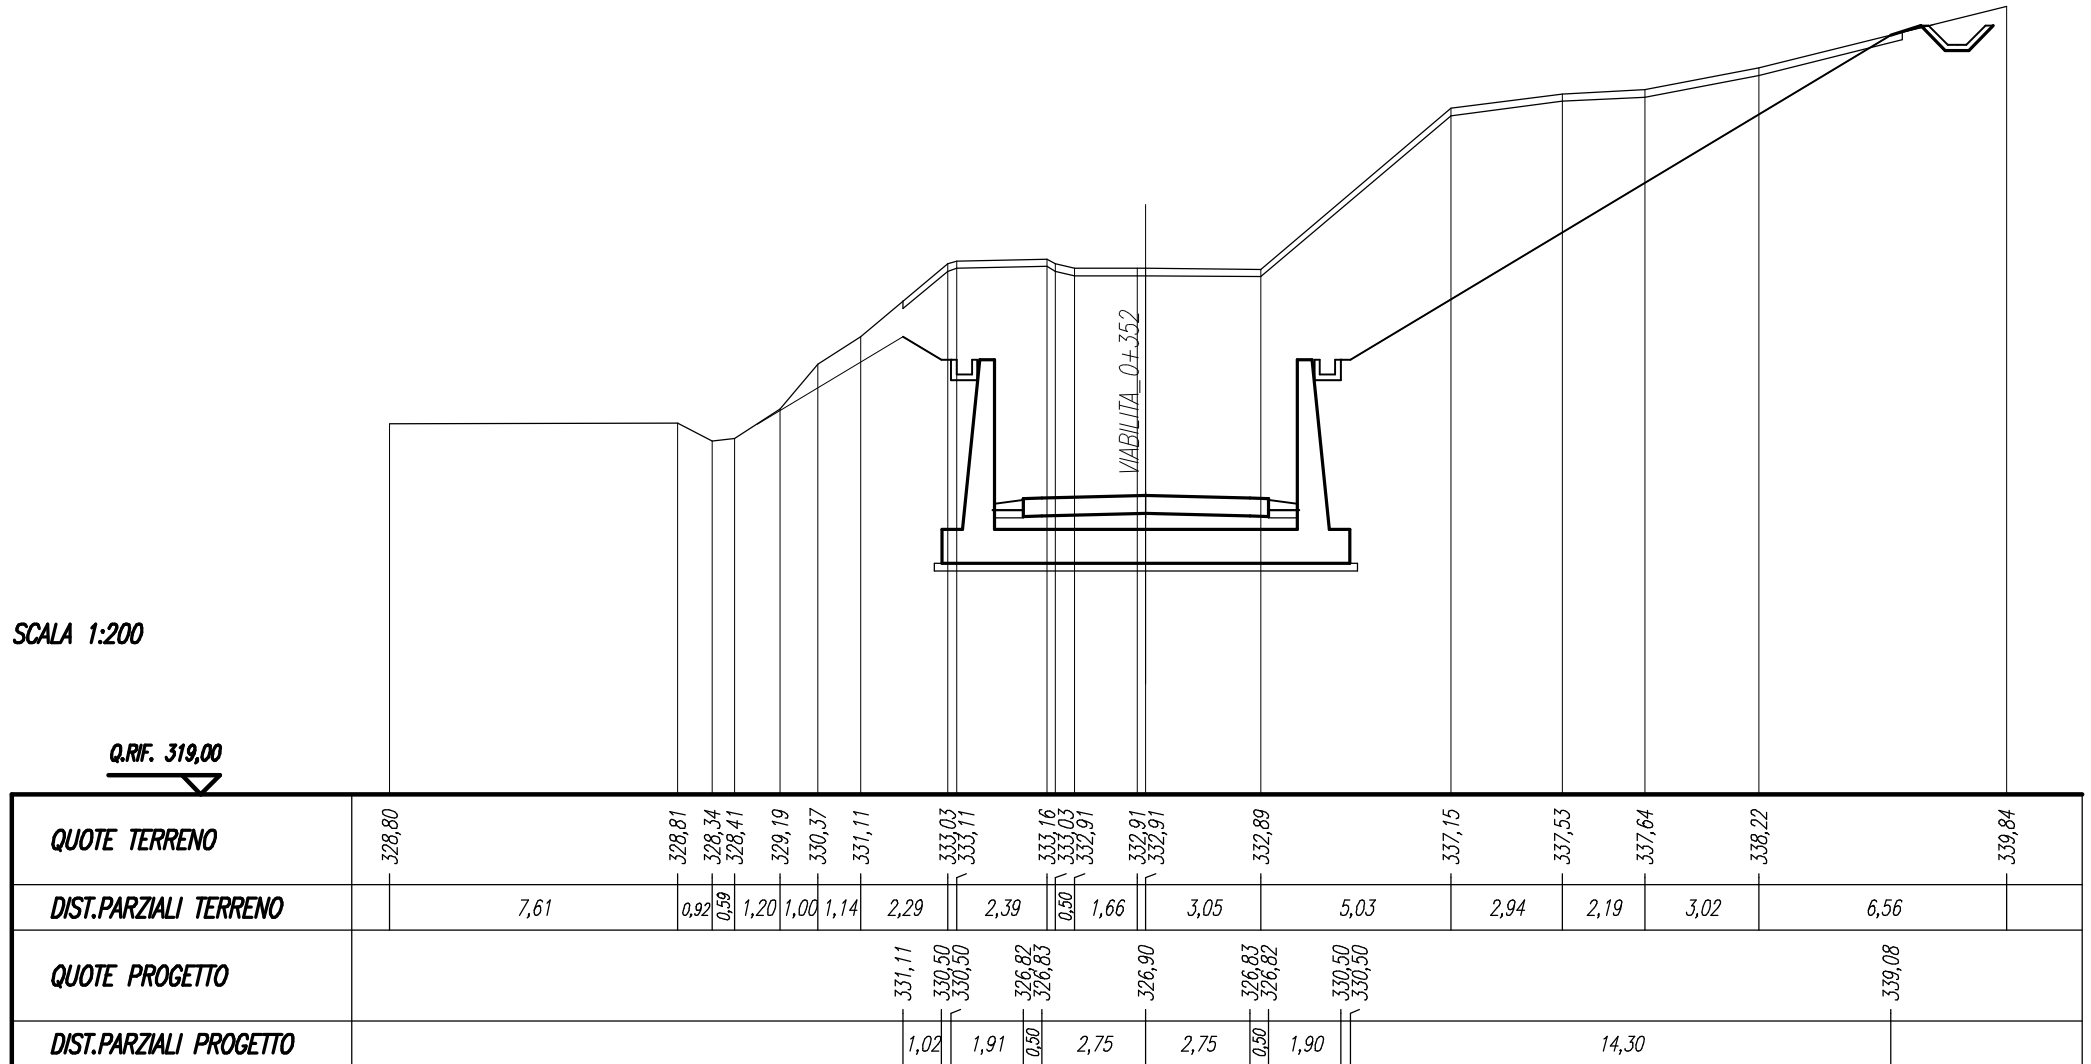 VIABILITA_0+352
SCALA 1:200
Q.RIF. 319,00
QUOTE TERRENO 328,80 328,81 328,34 328,41 329,19 330,37 331,11 333,03 333,11 333,16 333,03 332,91 332,91 332,91 332,89 337,15 337,53 337,64 338,22 339,84
DIST.PARZIALI TERRENO 7,61 0,92 0,59 1,20 1,00 1,14 2,29 2,39 0,50 1,66 3,05 5,03 2,94 2,19 3,02 6,56
QUOTE PROGETTO 331,11 330,50 330,50 326,82 326,83 326,90 326,83 326,82 330,50 330,50 339,08
DIST.PARZIALI PROGETTO 1,02 1,91 0,50 2,75 2,75 0,50 1,90 14,30